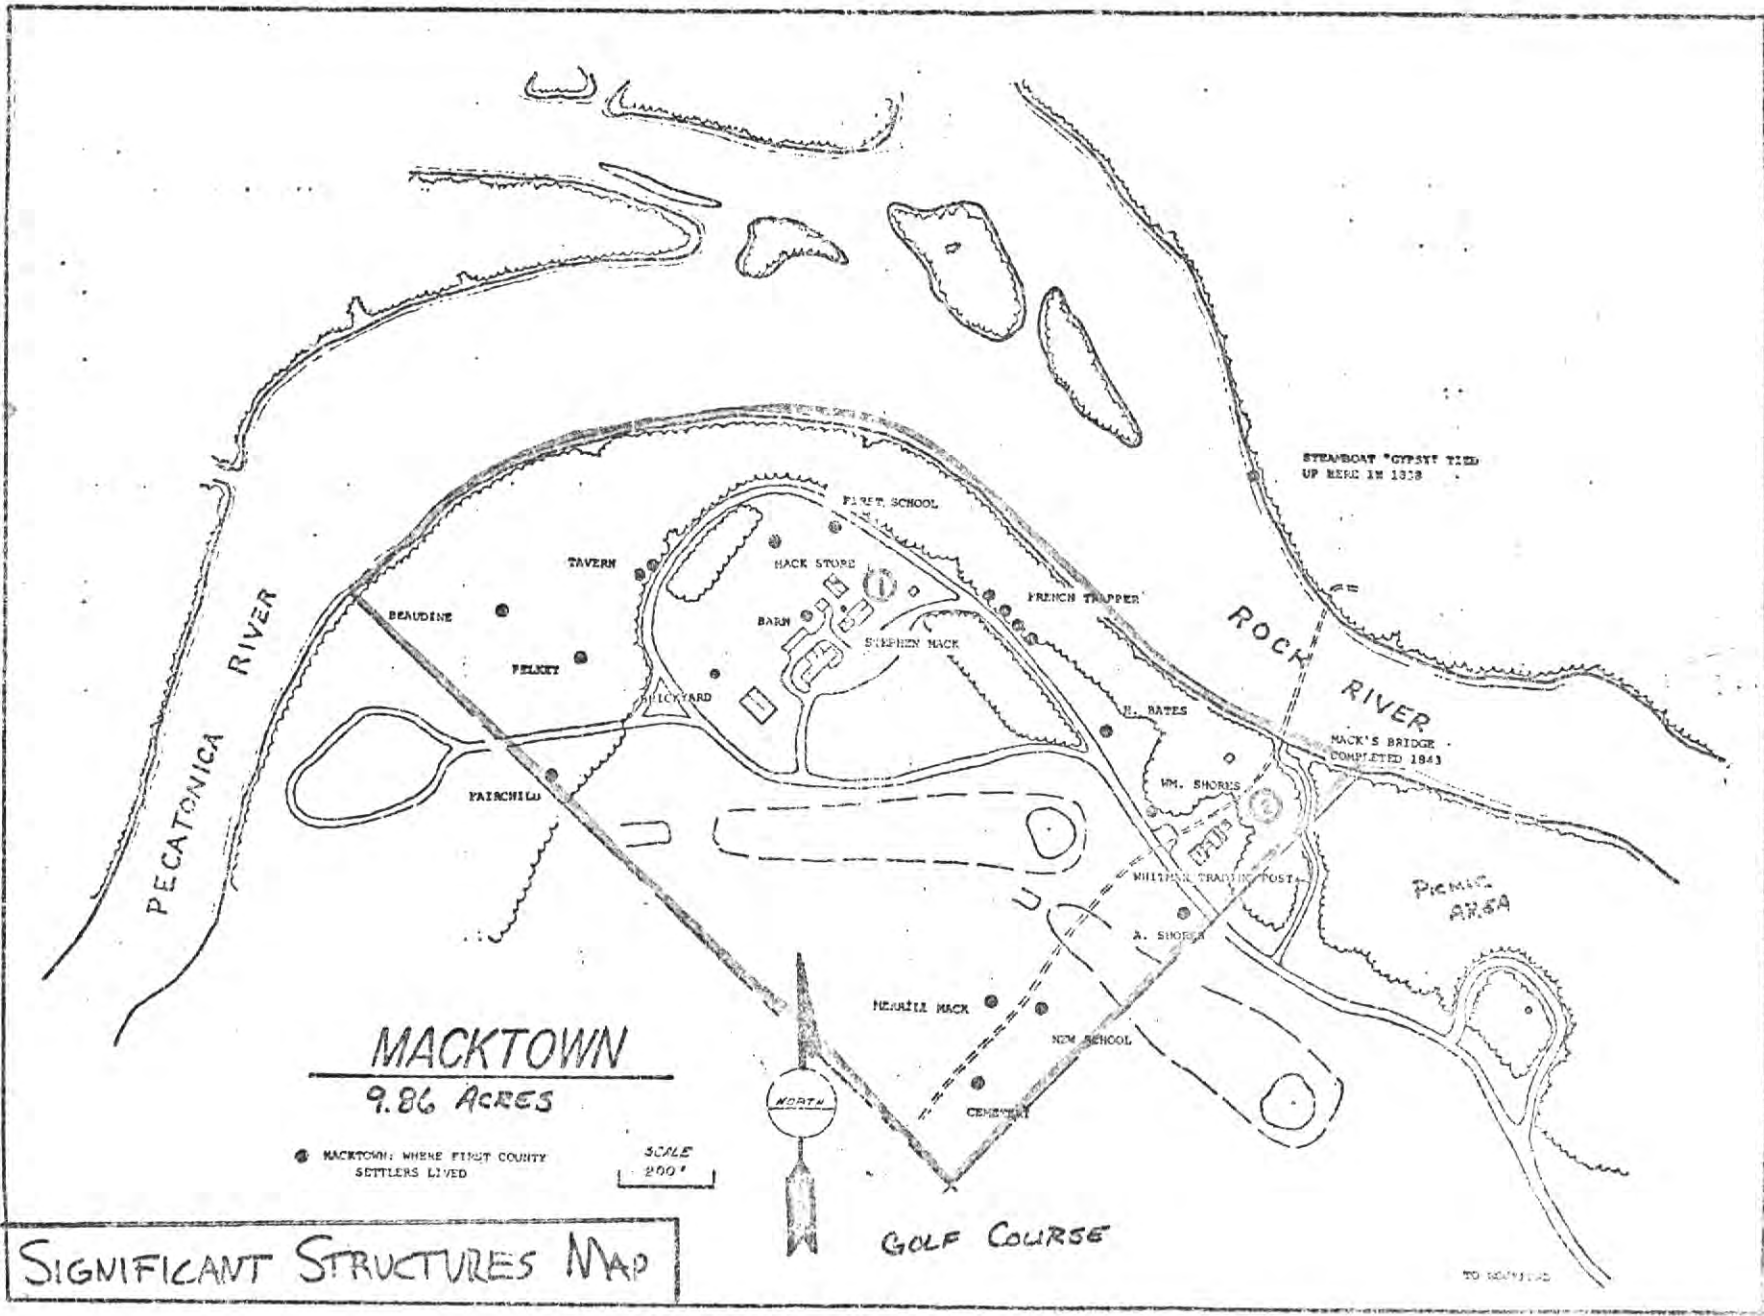 STEAMBOAT "GYPSY" TIED
UP HERE IN 1838
FIRST SCHOOL
TAVERN
MACK STORE
1
BEAUDINE
BARN
FRENCH TRAPPER
STEPHEN MACK
PELKEY
BRICKYARD
ROCK
RIVER
PECATONICA
RIVER
H. BATES
MACK'S BRIDGE
COMPLETED 1843
FAIRCHILD
WM. SHORES
2
WHITMAN TRADING POST
PICNIC
AREA
A. SHORES
MERRILL MACK
NEW SCHOOL
CEMETERY
MACKTOWN
9.86 ACRES
NORTH
MACKTOWN: WHERE FIRST COUNTY
SETTLERS LIVED
SCALE
200'
GOLF COURSE
SIGNIFICANT STRUCTURES MAP
TO